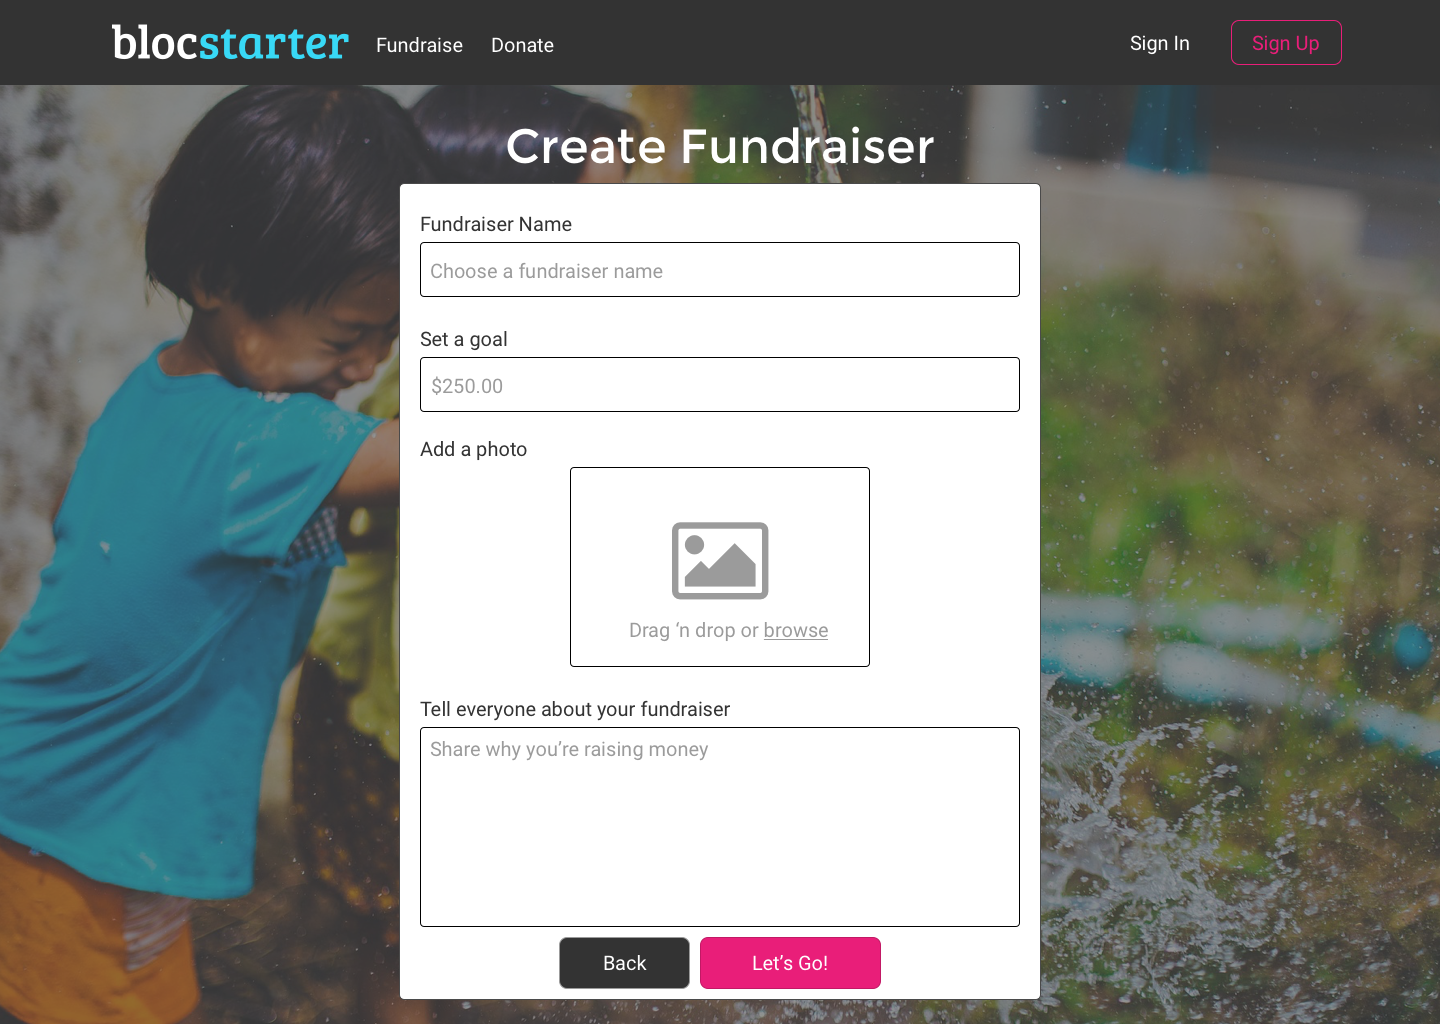 blocstarter Fundraise Donate Sign In Sign Up
Create Fundraiser
Fundraiser Name
Choose a fundraiser name
Set a goal
$250.00
Add a photo
Drag ‘n drop or browse
Tell everyone about your fundraiser
Share why you’re raising money
Back Let’s Go!